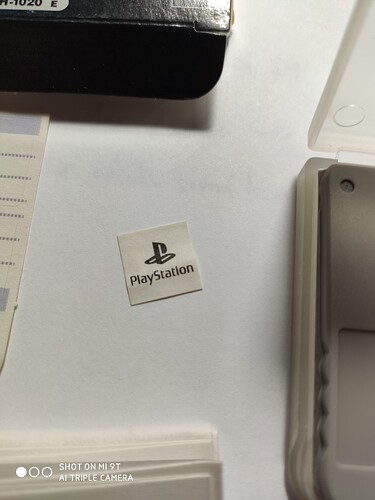 H-1020 E
PlayStation
SHOT ON MI 9T
AI TRIPLE CAMERA